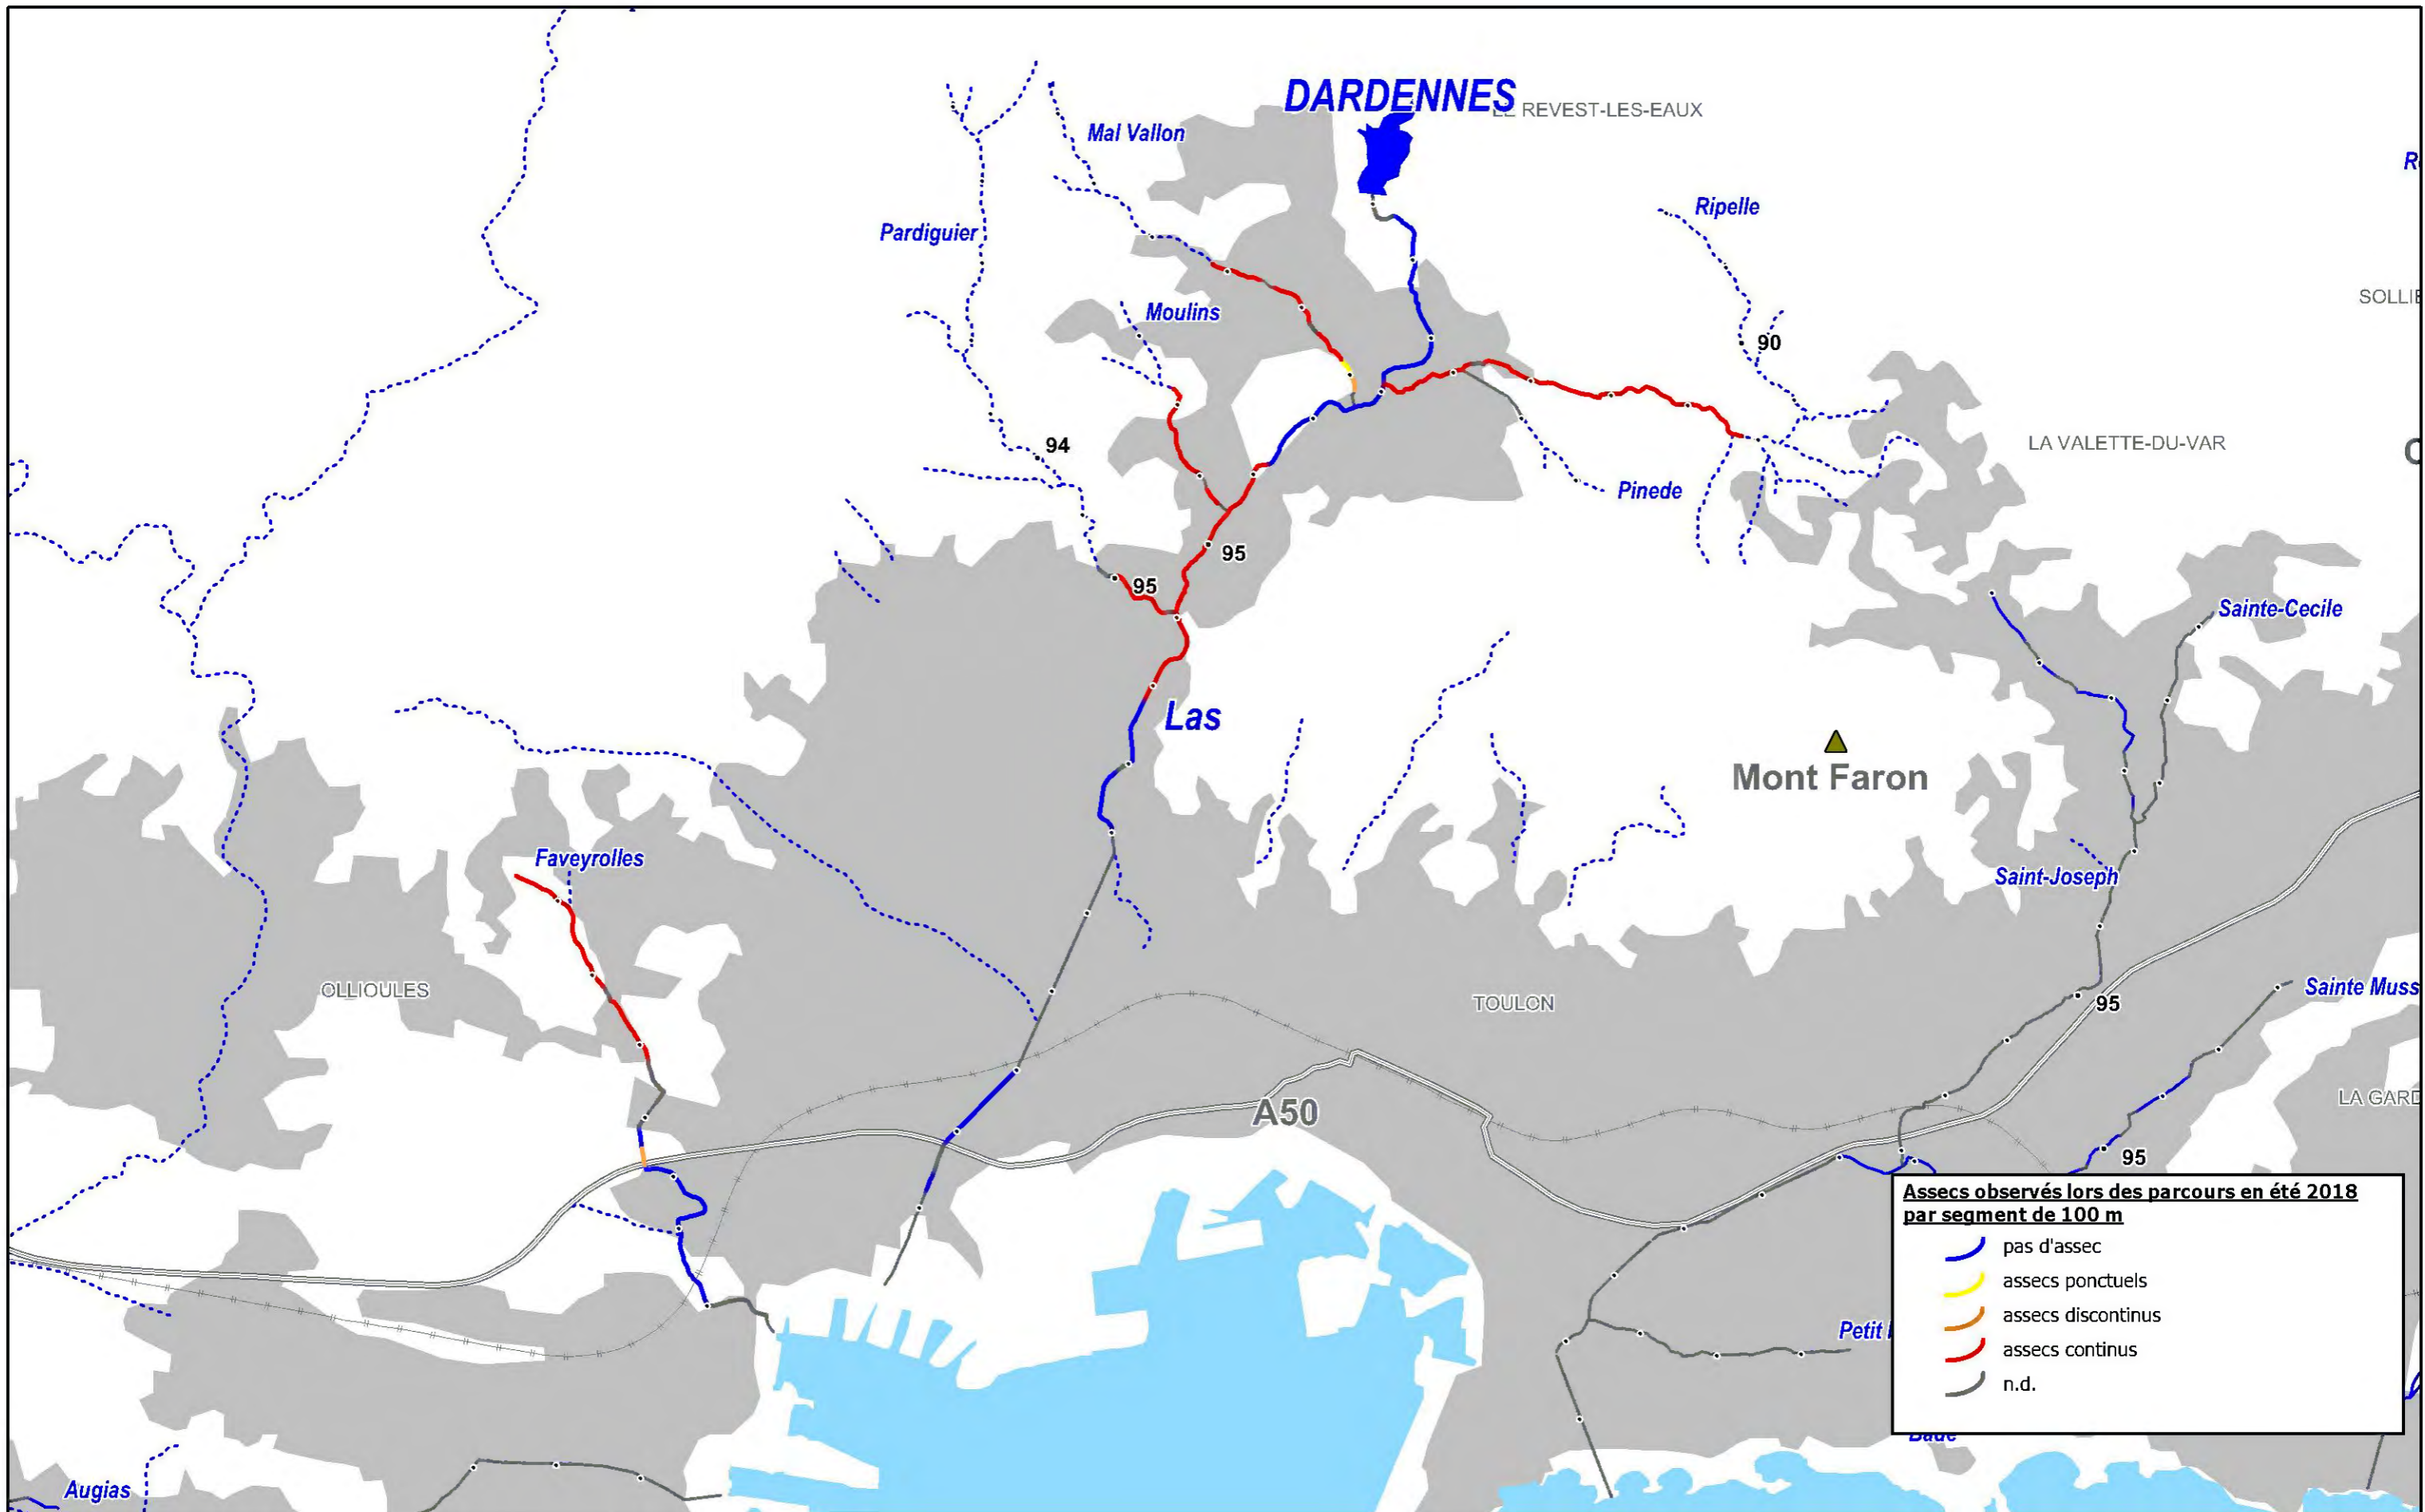 DARDENNES
LE REVEST-LES-EAUX
Mal Vallon
Ripelle
Pardiguier
SOLLIE
Moulins
90
94
LA VALETTE-DU-VAR
Pinede
95
95
Sainte-Cecile
Las
Mont Faron
Faveyrolles
Saint-Joseph
OLLIOULES
TOULON
95
Sainte Muss
LA GARD
A50
95
Assecs observés lors des parcours en été 2018
par segment de 100 m
pas d'assec
assecs ponctuels
assecs discontinus
assecs continus
n.d.
Petit
Augias